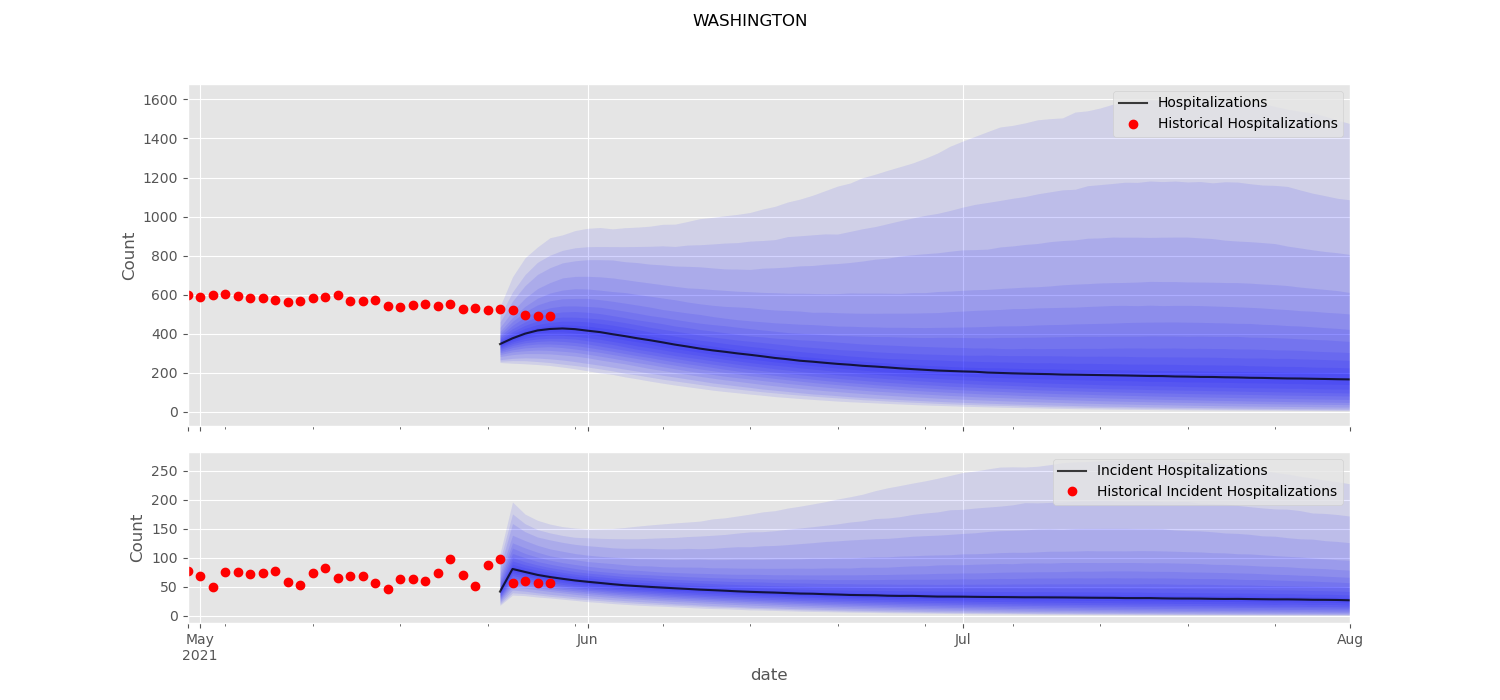 WASHINGTON
1600
1400
1200
1000
800
600
400
200
0
Count
Hospitalizations
Historical Hospitalizations
250
200
150
100
50
0
Count
Incident Hospitalizations
Historical Incident Hospitalizations
May
2021
Jun
Jul
Aug
date